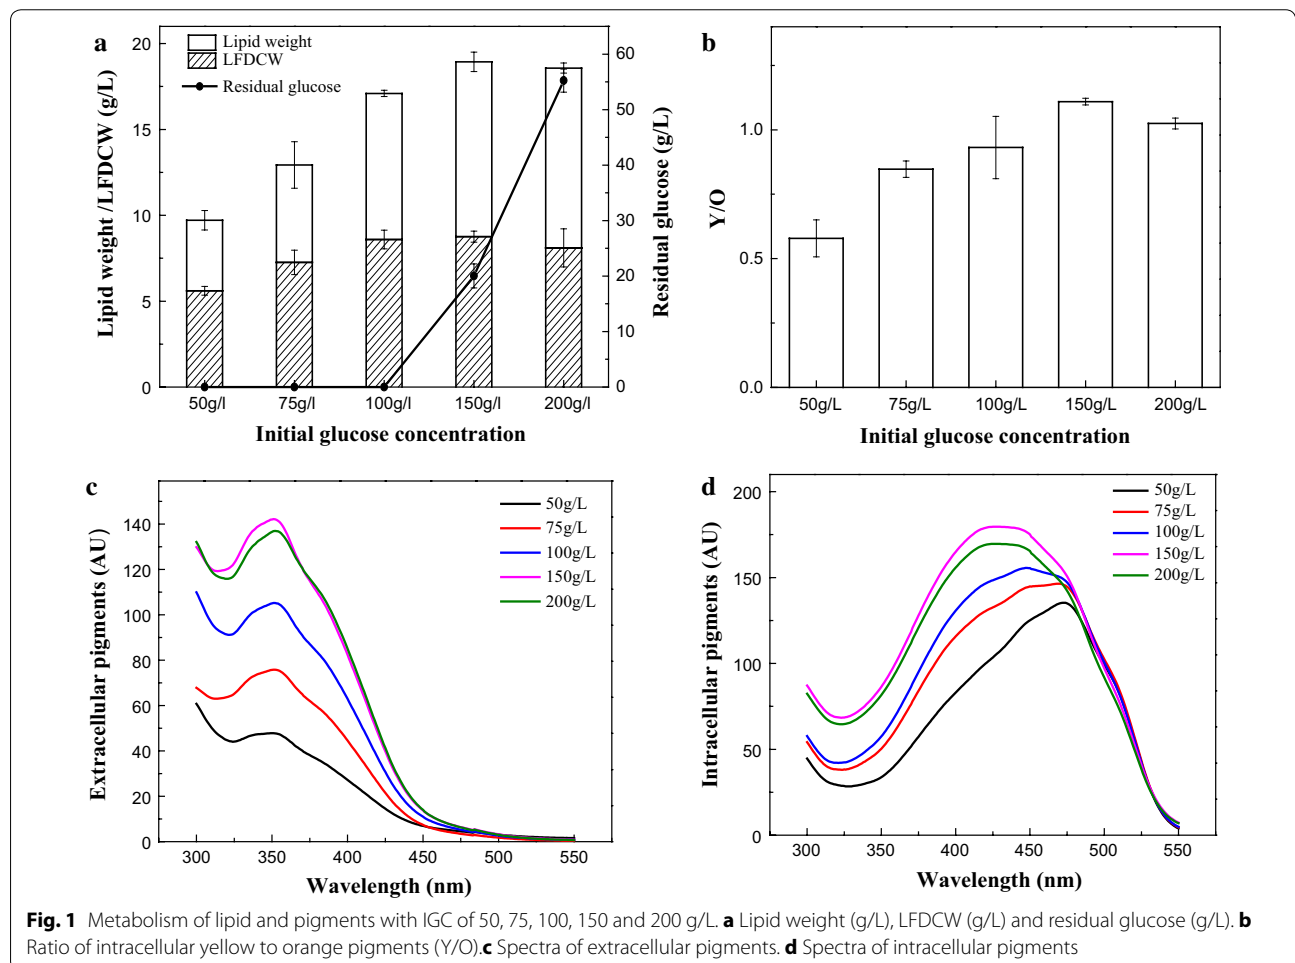 a
Lipid weight
LFDCW
Residual glucose
Lipid weight /LFDCW (g/L)
20
15
10
5
0
Residual glucose (g/L)
60
50
40
30
20
10
0
50g/l 75g/l 100g/l 150g/l 200g/l
Initial glucose concentration
b
Y/O
1.0
0.5
0.0
50g/L 75g/L 100g/L 150g/L 200g/L
Initial glucose concentration
c
50g/L
75g/L
100g/L
150g/L
200g/L
Extracellular pigments (AU)
140
120
100
80
60
40
20
0
300 350 400 450 500 550
Wavelength (nm)
d
50g/L
75g/L
100g/L
150g/L
200g/L
Intracellular pigments (AU)
200
150
100
50
0
300 350 400 450 500 550
Wavelength (nm)
Fig. 1 Metabolism of lipid and pigments with IGC of 50, 75, 100, 150 and 200 g/L. a Lipid weight (g/L), LFDCW (g/L) and residual glucose (g/L). b
Ratio of intracellular yellow to orange pigments (Y/O).c Spectra of extracellular pigments. d Spectra of intracellular pigments